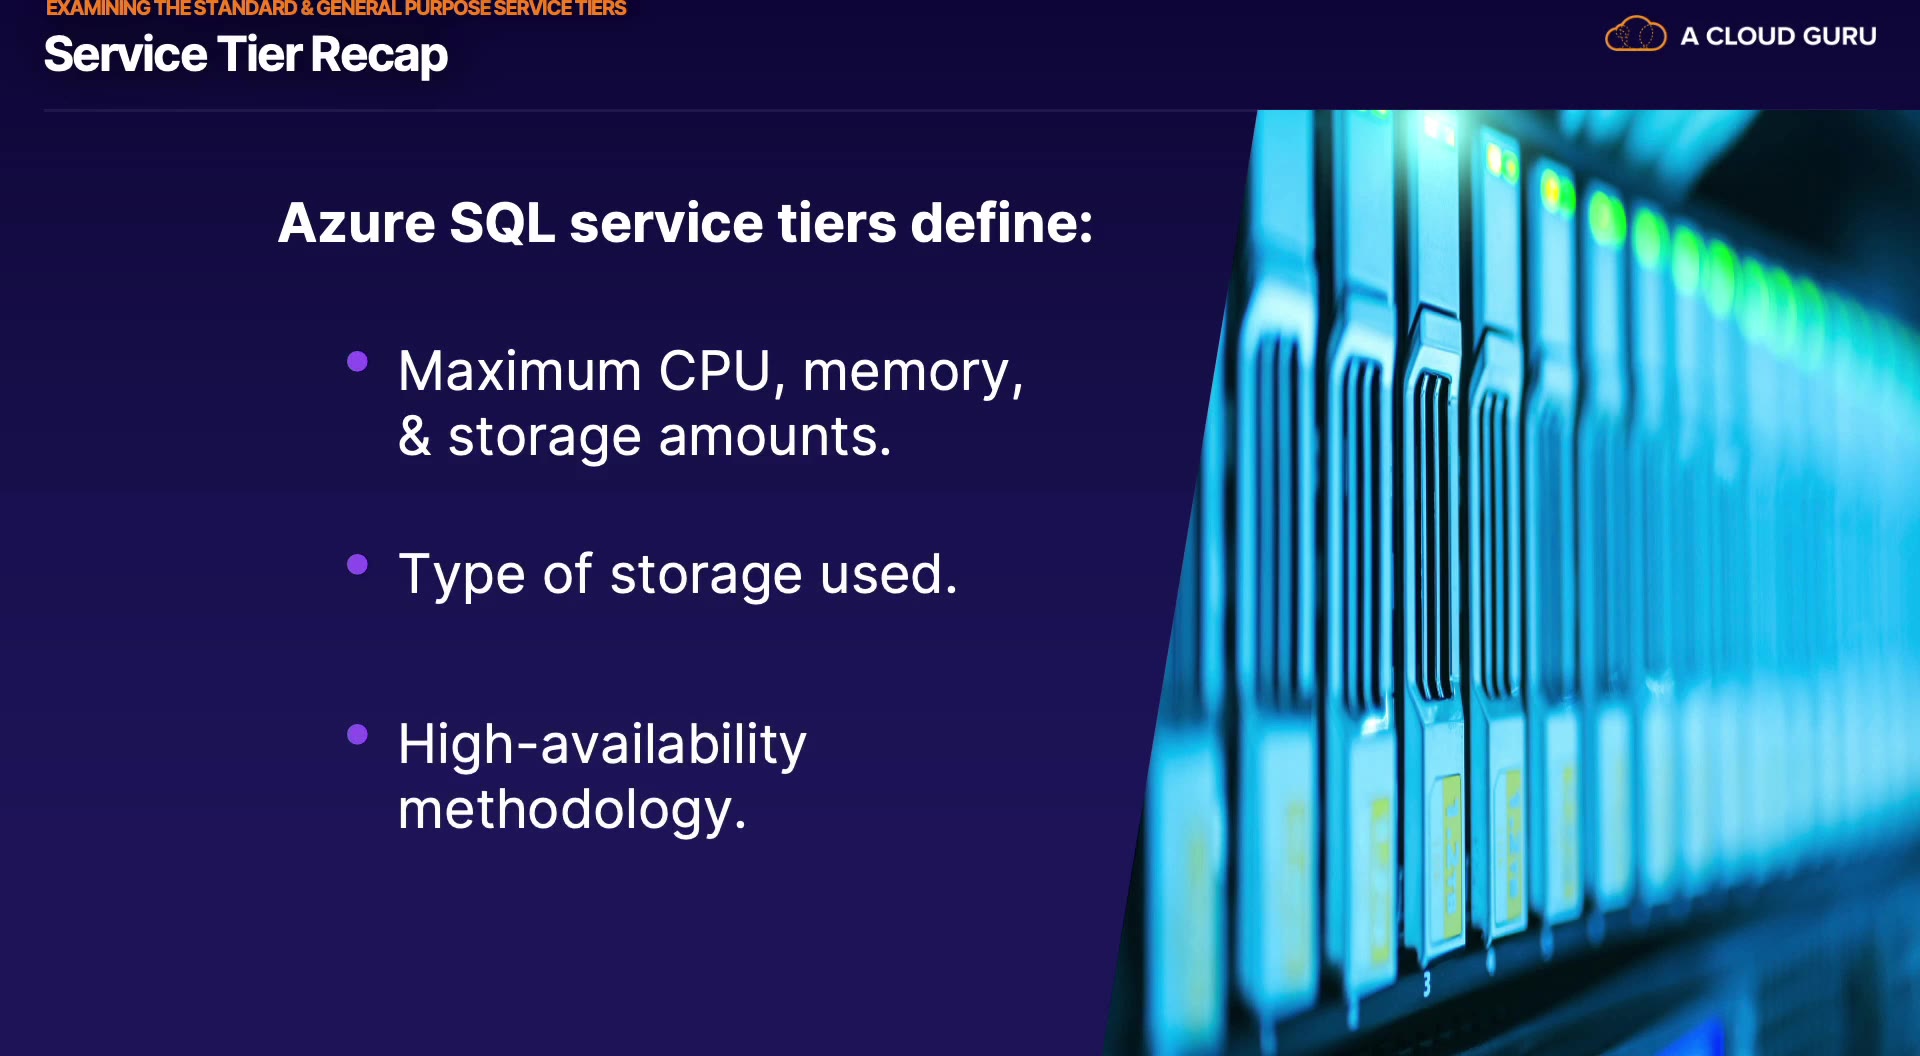 EXAMINING THE STANDARD & GENERAL PURPOSE SERVICE TIERS
Service Tier Recap
A CLOUD GURU
Azure SQL service tiers define:
Maximum CPU, memory,
& storage amounts.
Type of storage used.
High-availability
methodology.
3